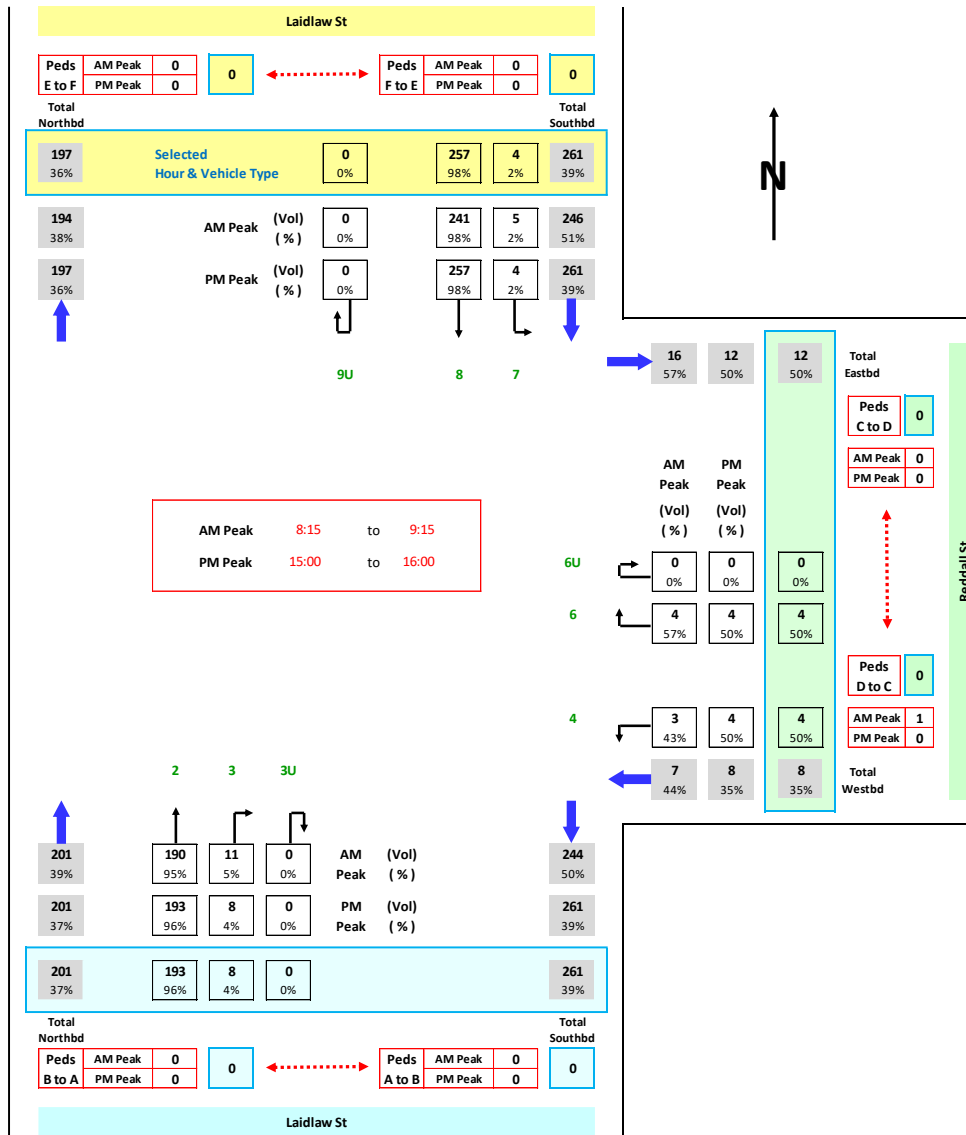 Laidlaw St
Peds E to F AM Peak 0 0
PM Peak 0
Peds F to E AM Peak 0 0
PM Peak 0
Total Northbd
Total Southbd
197 Selected 0 257 4 261
36% Hour & Vehicle Type 0% 98% 2% 39%
194 AM Peak (Vol) 0 241 5 246
38% ( % ) 0% 98% 2% 51%
197 PM Peak (Vol) 0 257 4 261
36% ( % ) 0% 98% 2% 39%
9U 8 7
N
16 12 12 Total
57% 50% 50% Eastbd
Peds C to D 0
AM Peak 0
PM Peak 0
AM Peak PM Peak
(Vol) (Vol)
( % ) ( % )
AM Peak 8:15 to 9:15
PM Peak 15:00 to 16:00
6U 0 0 0
0% 0% 0%
6 4 4 4
57% 50% 50%
Reddall St
Peds D to C 0
AM Peak 1
PM Peak 0
4 3 4 4
43% 50% 50%
7 8 8 Total
44% 35% 35% Westbd
2 3 3U
201 190 11 0 AM (Vol) 244
39% 95% 5% 0% Peak ( % ) 50%
201 193 8 0 PM (Vol) 261
37% 96% 4% 0% Peak ( % ) 39%
201 193 8 0 261
37% 96% 4% 0% 39%
Total Northbd
Total Southbd
Peds B to A AM Peak 0 0
PM Peak 0
Peds A to B AM Peak 0 0
PM Peak 0
Laidlaw St